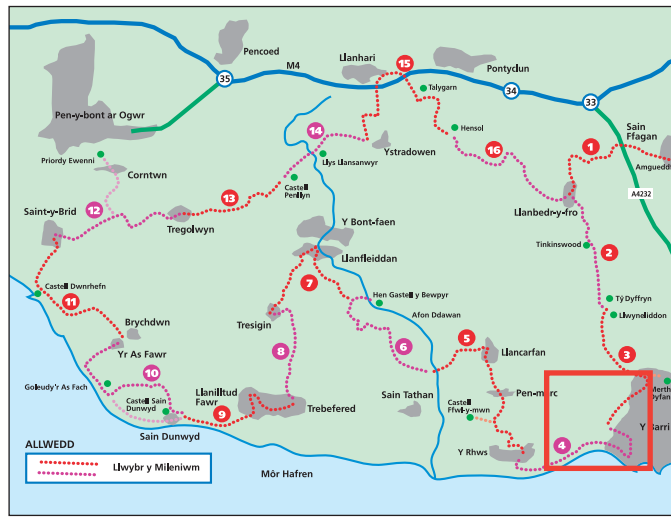 Pencoed
Llanhari
15
35
M4
Pontyclun
Talygarn
34
33
Pen-y-bont ar Ogwr
Sain
Ffagan
14
Hensol
1
Priordy Ewenni
Ystradowen
16
Amgueddf
Llys Llansanwyr
Corntwn
Castell
Penllyn
A4232
13
Llanbedr-y-fro
12
Saint-y-Brid
Tregolwyn
Y Bont-faen
Tinkinswood
2
Llanfleiddan
Castell Dwnrhefn
7
Hen Gastell y Bewpyr
Tŷ Dyffryn
11
Llwyneliddon
Afon Ddawan
Brychdwn
Tresigin
5
6
8
Llancarfan
3
Yr As Fawr
10
Goleudy'r As Fach
Llanilltud
Fawr
Pen-marc
Merth
Dyfan
Castell Sain
Dunwyd
Trebefered
Sain Tathan
Castell
Ffwl-y-mwn
9
Sain Dunwyd
Y Barri
4
ALLWEDD
Y Rhws
Llwybr y Mileniwm
Môr Hafren